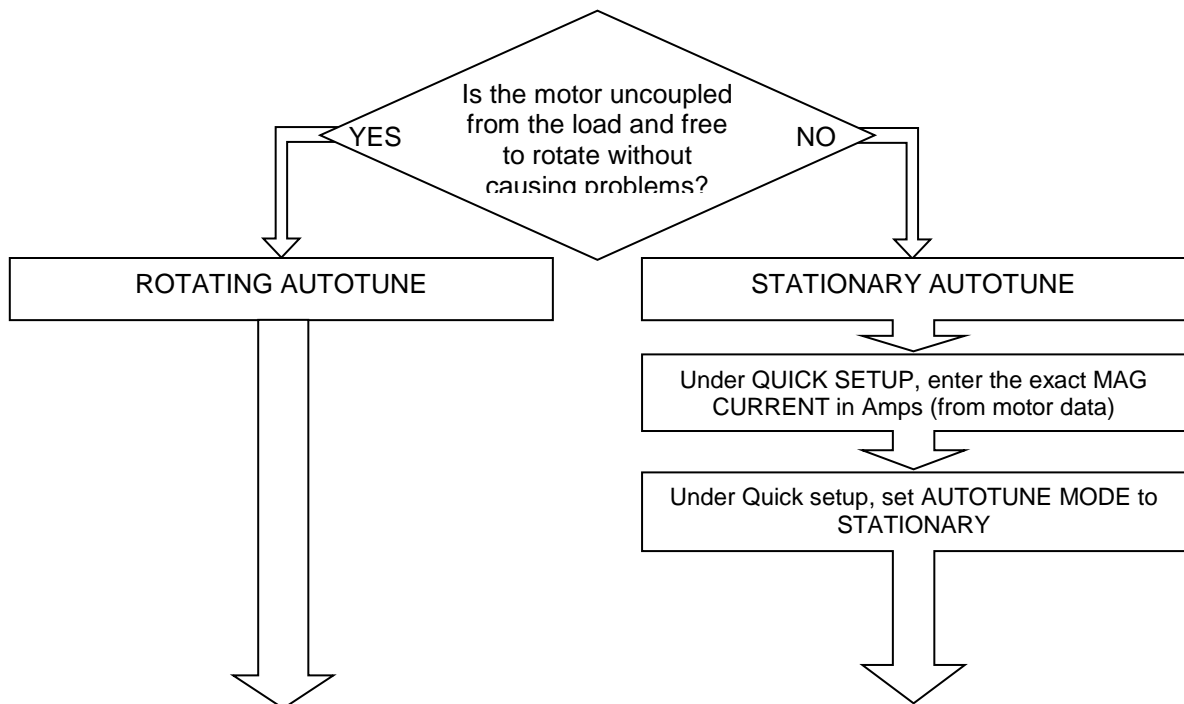 Is the motor uncoupled
from the load and free
to rotate without
causing problems?
YES
NO
ROTATING AUTOTUNE
STATIONARY AUTOTUNE
Under QUICK SETUP, enter the exact MAG
CURRENT in Amps (from motor data)
Under Quick setup, set AUTOTUNE MODE to
STATIONARY